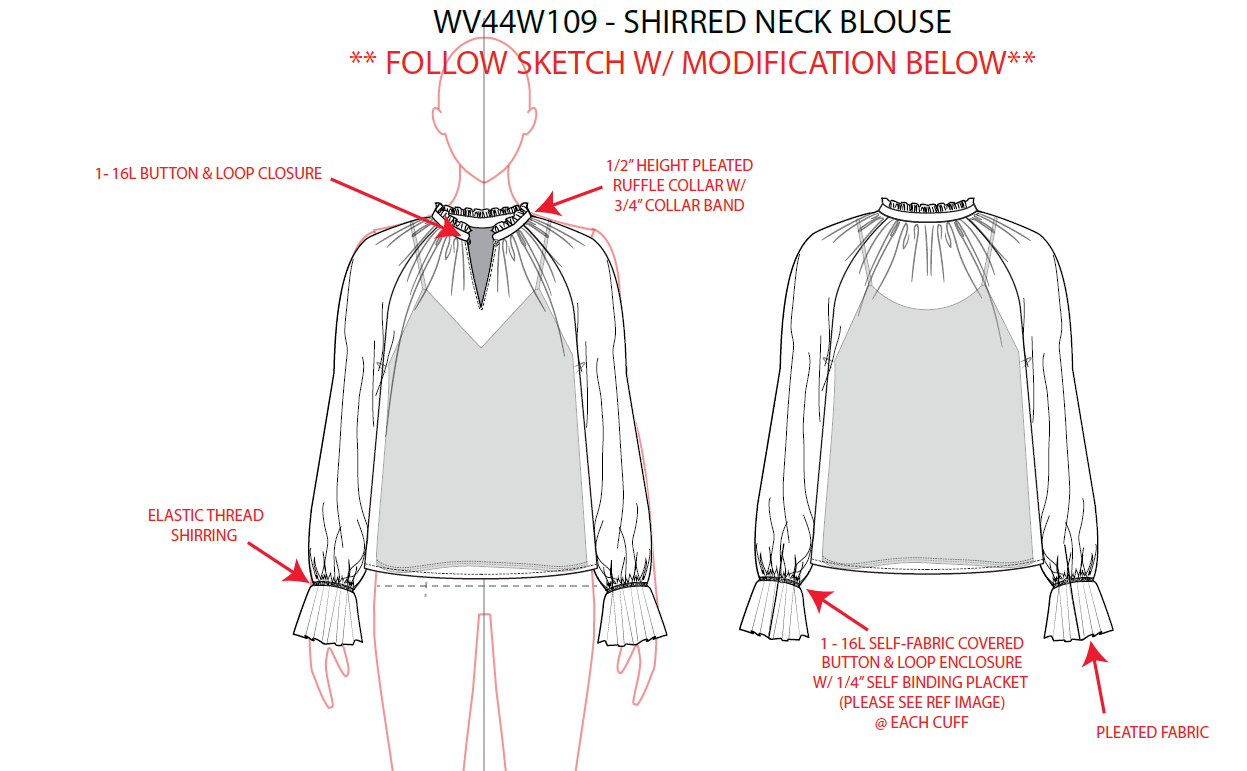 WV44W109 - SHIRRED NECK BLOUSE
** FOLLOW SKETCH W/ MODIFICATION BELOW**
1- 16L BUTTON & LOOP CLOSURE
1/2” HEIGHT PLEATED
RUFFLE COLLAR W/
3/4” COLLAR BAND
ELASTIC THREAD
SHIRRING
1 - 16L SELF-FABRIC COVERED
BUTTON & LOOP ENCLOSURE
W/ 1/4” SELF BINDING PLACKET
(PLEASE SEE REF IMAGE)
@ EACH CUFF
PLEATED FABRIC